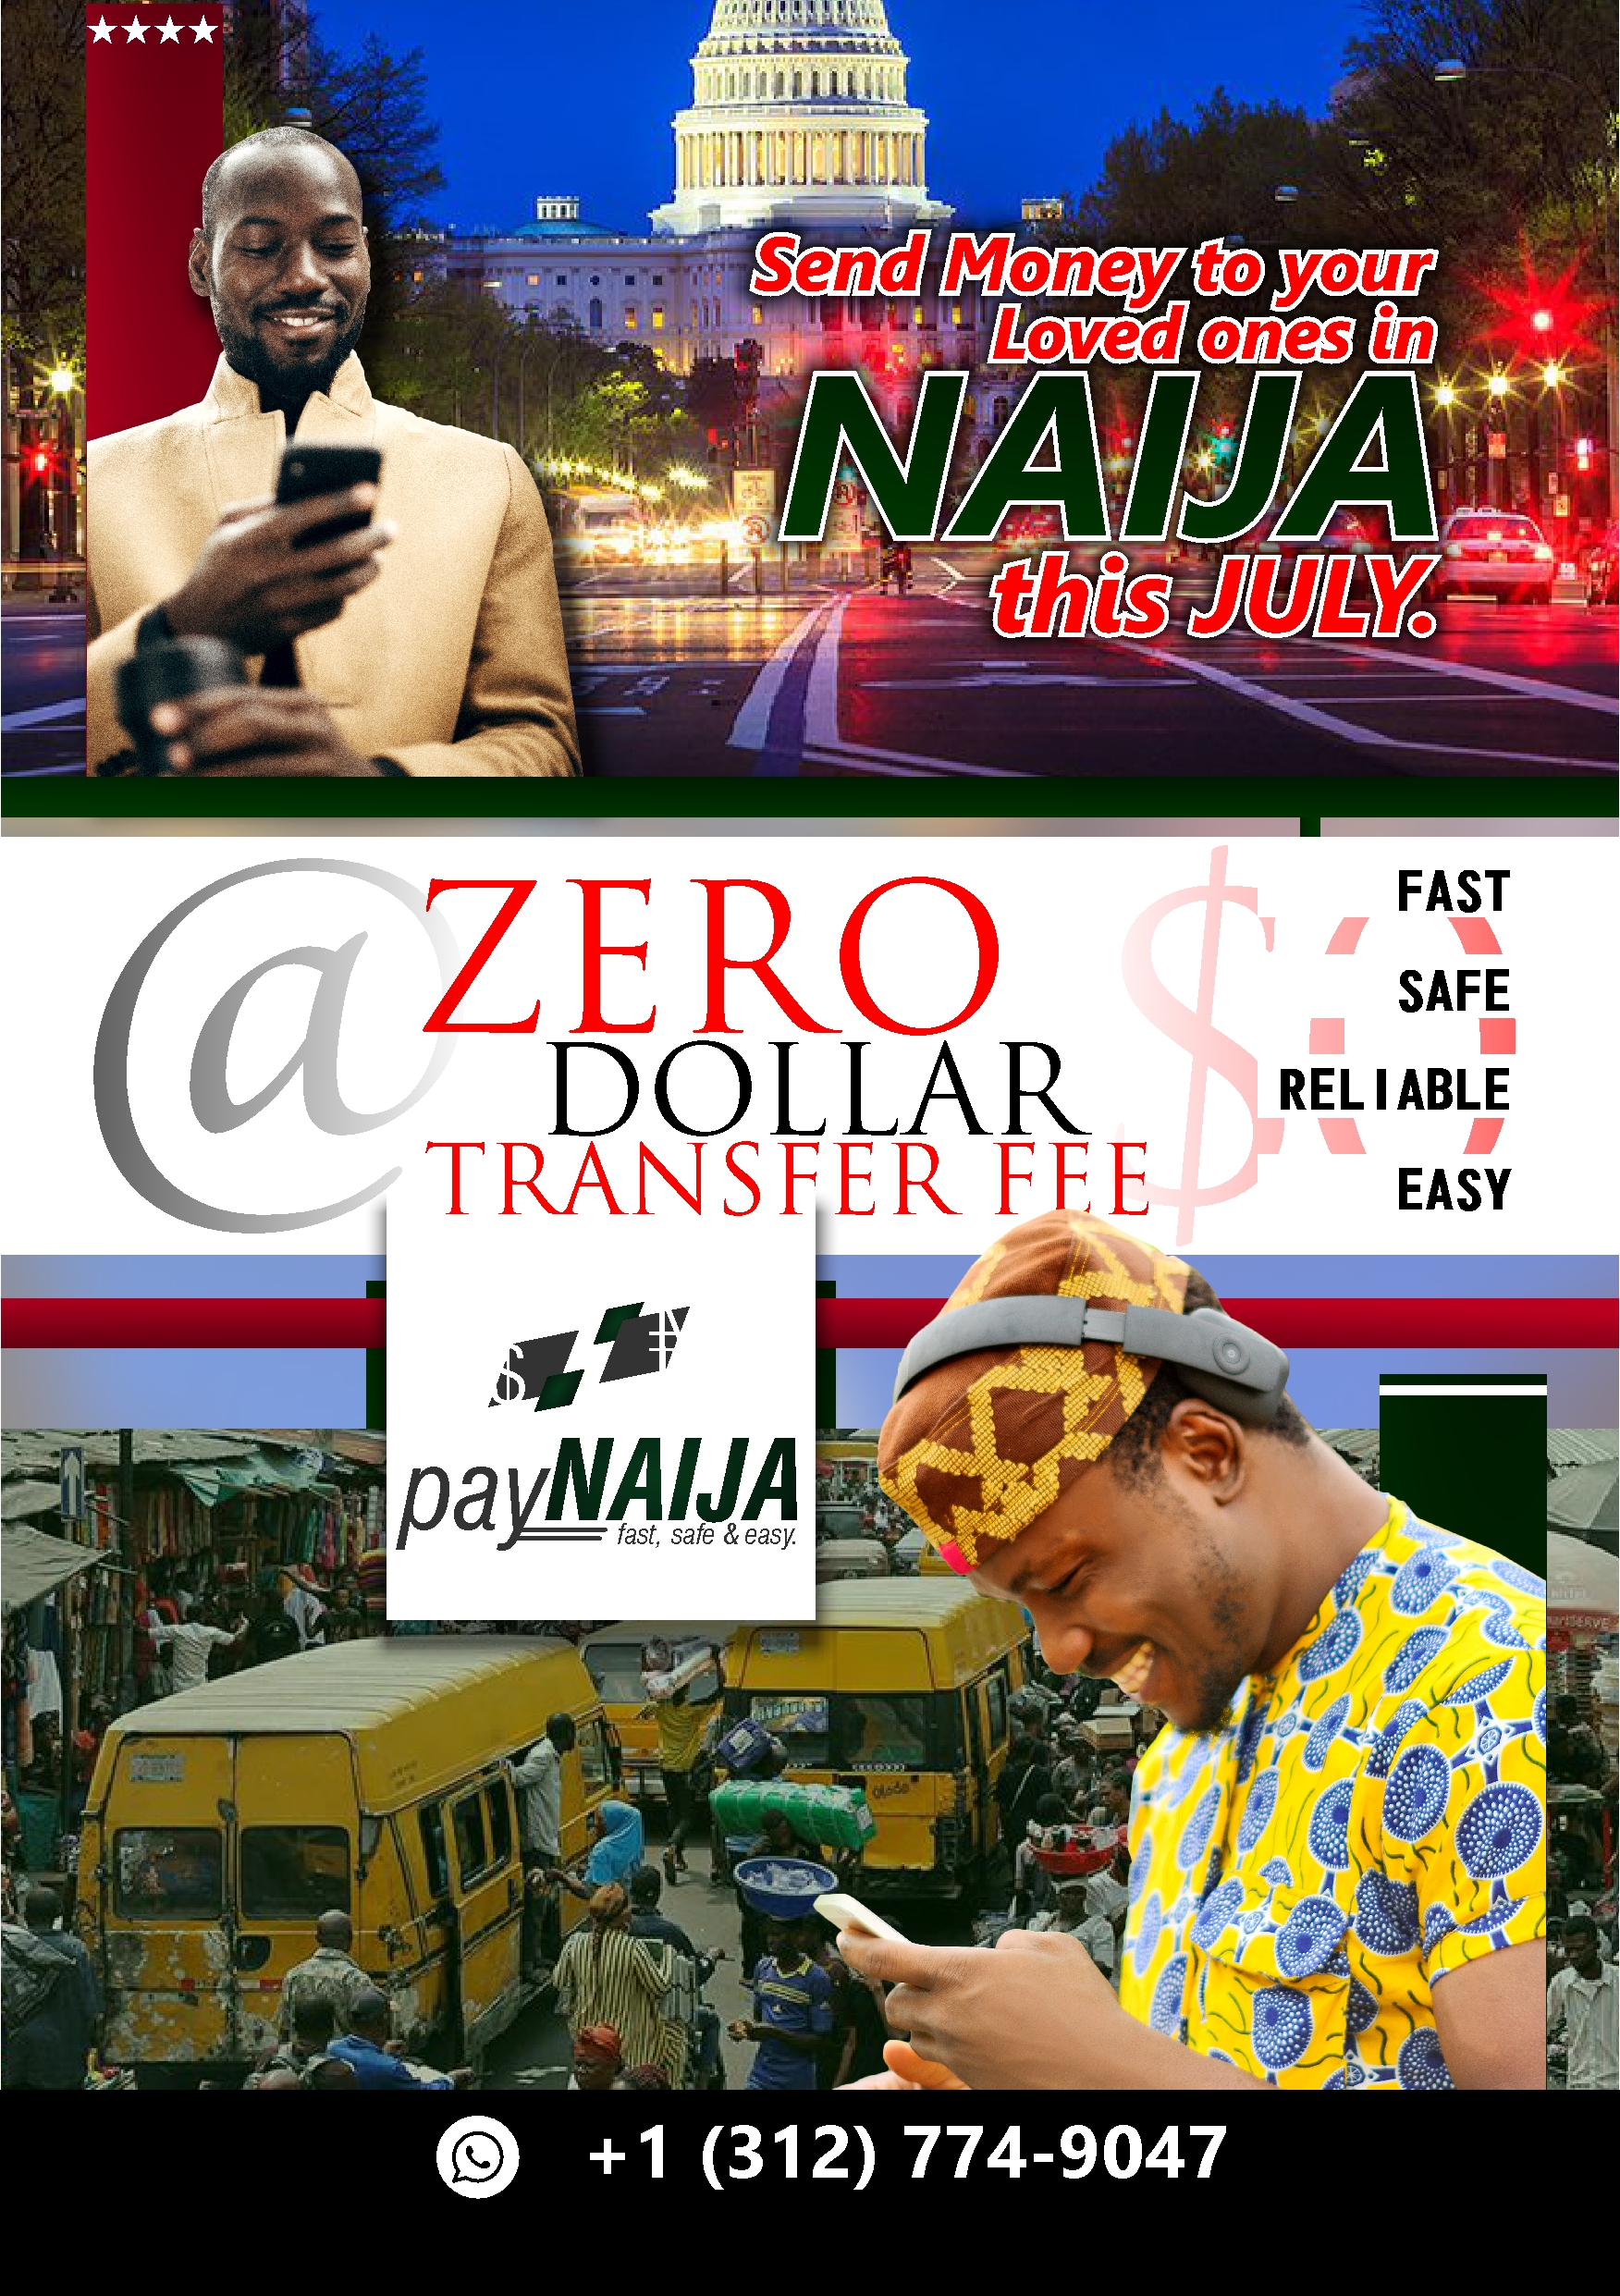 Send Money to your
Loved ones in
NAIJA
this JULY.
@ZERO
DOLLAR
TRANSFER FEE
$0
FAST
SAFE
RELIABLE
EASY
$ ₦
payNAIJA
fast, safe & easy.
+1 (312) 774-9047